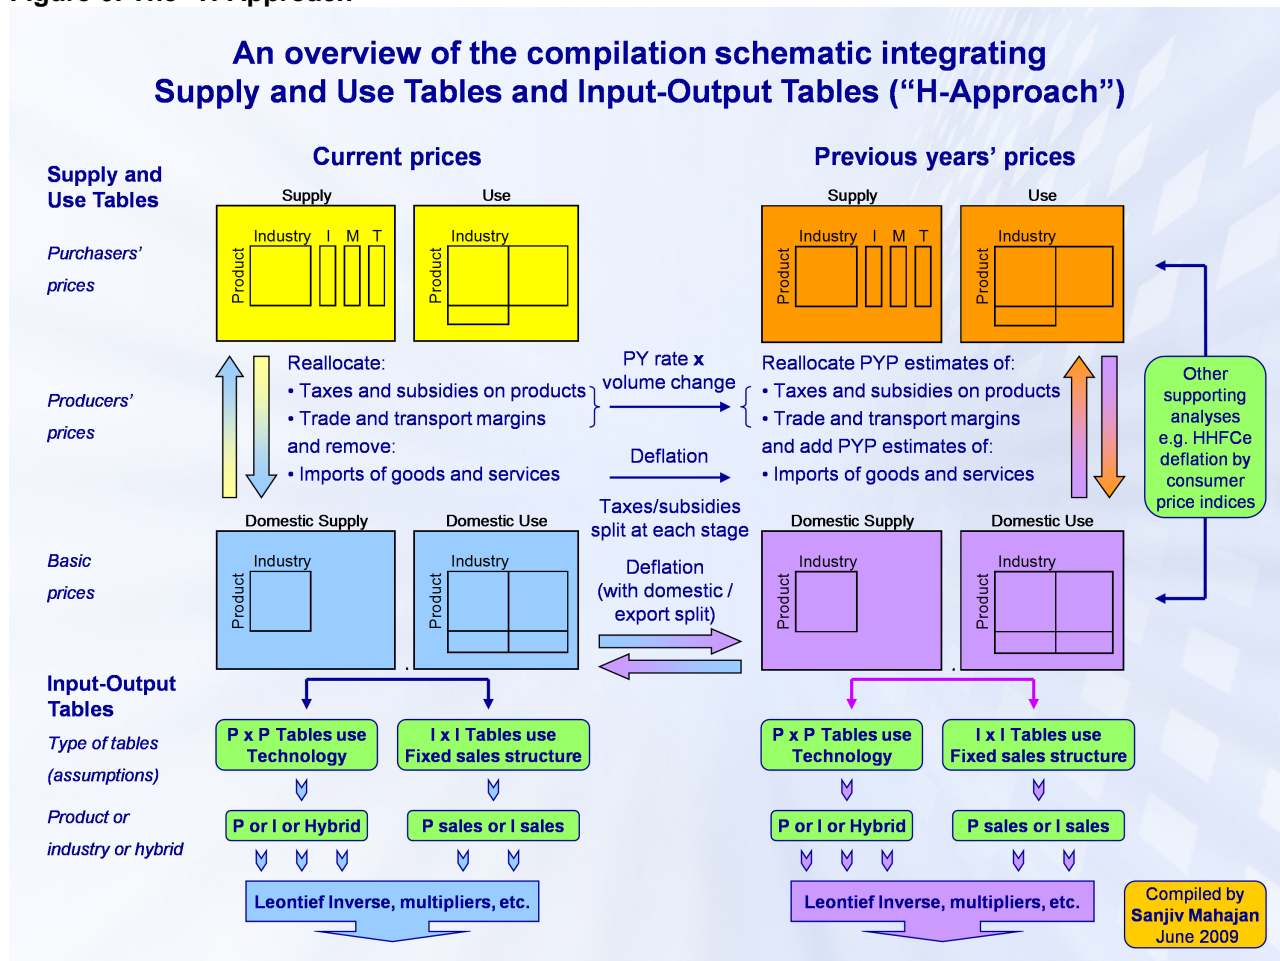 An overview of the compilation schematic integrating
Supply and Use Tables and Input-Output Tables (“H-Approach”)
Current prices
Previous years’ prices
Supply and
Use Tables
Supply
Use
Supply
Use
Purchasers’
prices
Industry I M T
Product
Industry
Product
Industry I M T
Product
Industry
Product
Producers’
prices
Reallocate:
• Taxes and subsidies on products
• Trade and transport margins
and remove:
• Imports of goods and services
PY rate x
volume change
Deflation
Taxes/subsidies
split at each stage
Reallocate PYP estimates of:
• Taxes and subsidies on products
• Trade and transport margins
and add PYP estimates of:
• Imports of goods and services
Other
supporting
analyses
e.g. HHFCe
deflation by
consumer
price indices
Domestic Supply
Domestic Use
Domestic Supply
Domestic Use
Basic
prices
Industry
Product
Industry
Product
Deflation
(with domestic /
export split)
Industry
Product
Industry
Product
Input-Output
Tables
Type of tables
(assumptions)
P x P Tables use
Technology
I x I Tables use
Fixed sales structure
P x P Tables use
Technology
I x I Tables use
Fixed sales structure
Product or
industry or hybrid
P or I or Hybrid
P sales or I sales
P or I or Hybrid
P sales or I sales
Leontief Inverse, multipliers, etc.
Leontief Inverse, multipliers, etc.
Compiled by
Sanjiv Mahajan
June 2009